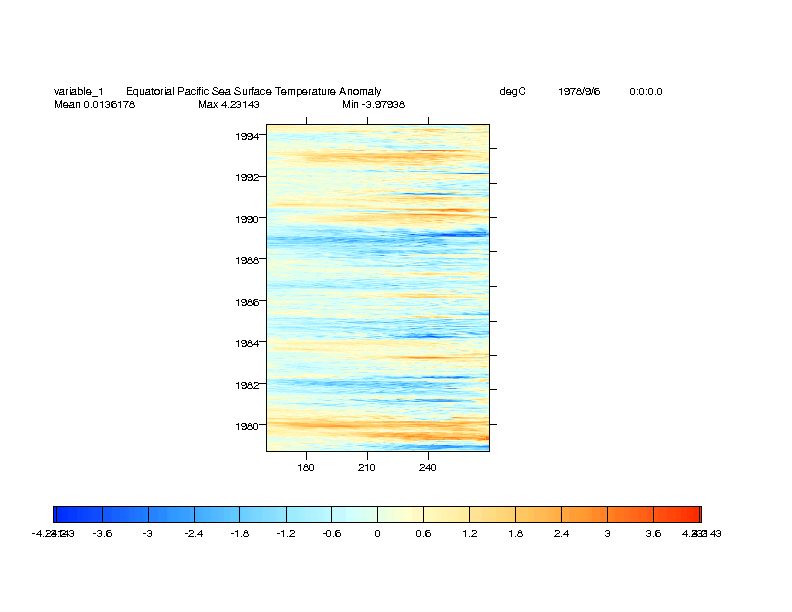 variable_1 Equatorial Pacific Sea Surface Temperature Anomaly degC 1978/9/6 0:0:0.0
Mean 0.0136178 Max 4.23143 Min -3.97938
1994
1992
1990
1988
1986
1984
1982
1980
180 210 240
-3.6 -3 -2.4 -1.8 -1.2 -0.6 0 0.6 1.2 1.8 2.4 3 3.6